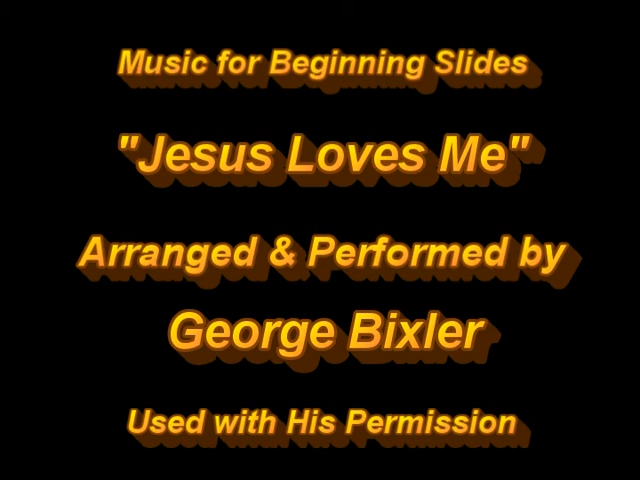 Music for Beginning Slides
"Jesus Loves Me"
Arranged & Performed by
George Bixler
Used with His Permission